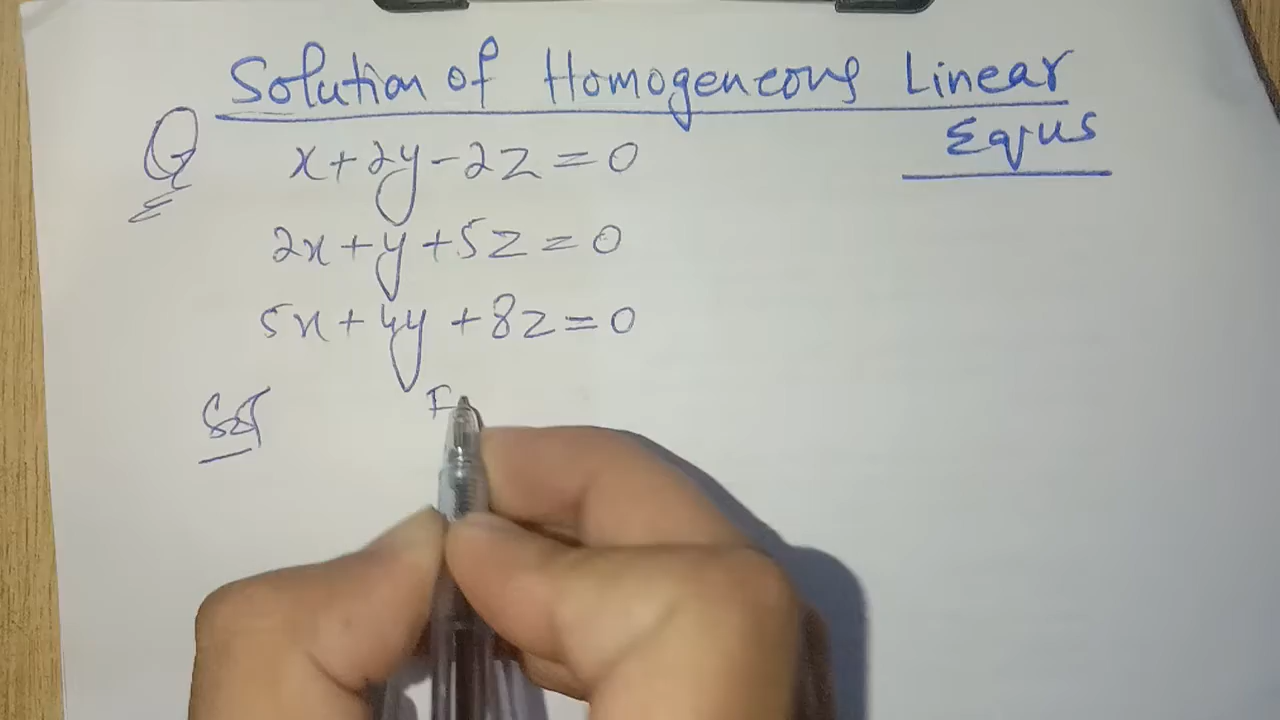 Solution of Homogeneous Linear
Equs
Q x+2y-2z=0
2x+y+5z=0
5x+4y+8z=0
Sol F